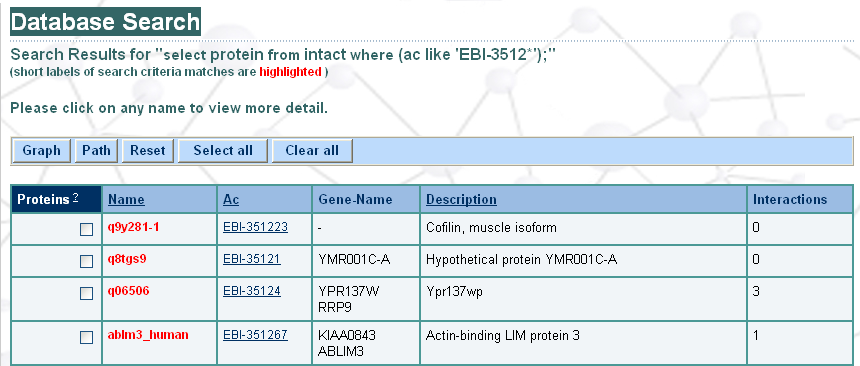 Database Search
Search Results for "select protein from intact where (ac like 'EBI-3512*');"
(short labels of search criteria matches are highlighted )
Please click on any name to view more detail.
Graph Path Reset Select all Clear all
Proteins ? Name Ac Gene-Name Description Interactions
q9y281-1 EBI-351223 - Cofilin, muscle isoform 0
q8tgs9 EBI-35121 YMR001C-A Hypothetical protein YMR001C-A 0
q06506 EBI-35124 YPR137W Ypr137wp 3
RRP9
ablm3_human EBI-351267 KIAA0843 Actin-binding LIM protein 3 1
ABLIM3